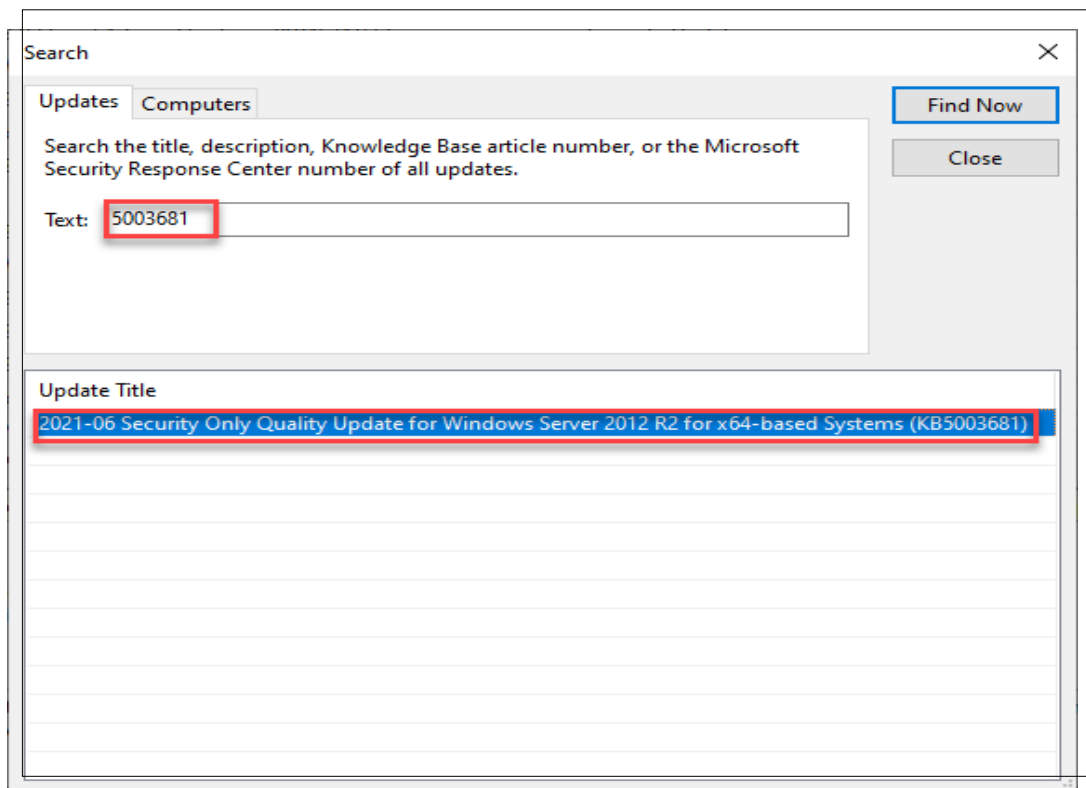 Search
Updates
Computers
Find Now
Search the title, description, Knowledge Base article number, or the Microsoft
Security Response Center number of all updates.
Close
Text: 5003681
Update Title
2021-06 Security Only Quality Update for Windows Server 2012 R2 for x64-based Systems (KB5003681)